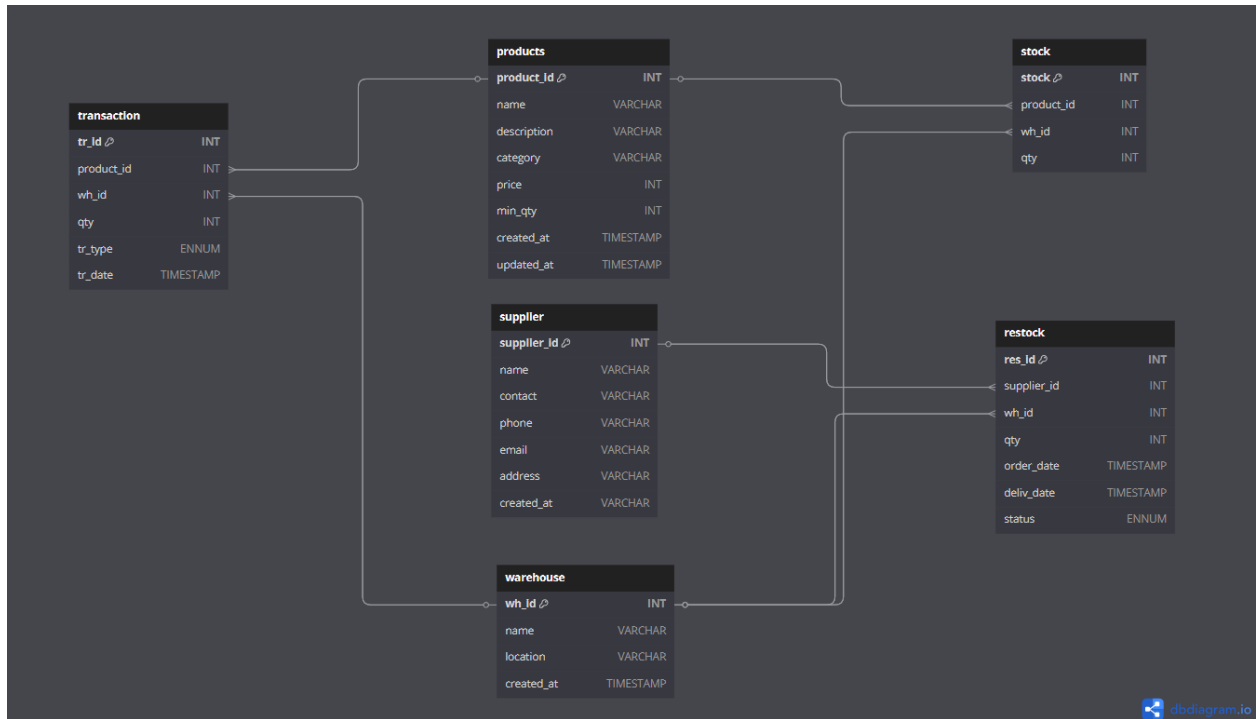 transaction
tr_id INT
product_id INT
wh_id INT
qty INT
tr_type ENNUM
tr_date TIMESTAMP
products
product_id INT
name VARCHAR
description VARCHAR
category VARCHAR
price INT
min_qty INT
created_at TIMESTAMP
updated_at TIMESTAMP
supplier
supplier_id INT
name VARCHAR
contact VARCHAR
phone VARCHAR
email VARCHAR
address VARCHAR
created_at VARCHAR
warehouse
wh_id INT
name VARCHAR
location VARCHAR
created_at TIMESTAMP
stock
stock INT
product_id INT
wh_id INT
qty INT
restock
res_id INT
supplier_id INT
wh_id INT
qty INT
order_date TIMESTAMP
deliv_date TIMESTAMP
status ENNUM
dbdiagram.io